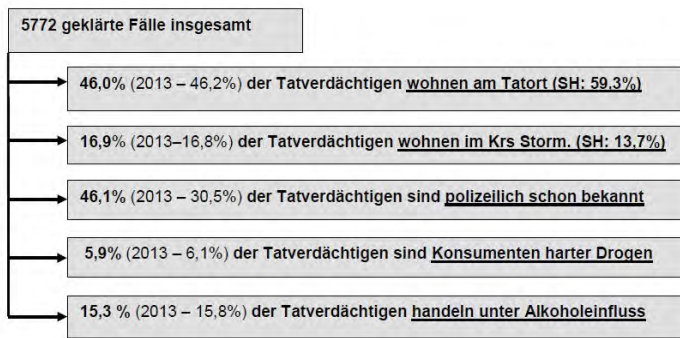 5772 geklärte Fälle insgesamt
46,0% (2013 – 46,2%) der Tatverdächtigen wohnen am Tatort (SH: 59,3%)
16,9% (2013–16,8%) der Tatverdächtigen wohnen im Krs Storm. (SH: 13,7%)
46,1% (2013 – 30,5%) der Tatverdächtigen sind polizeilich schon bekannt
5,9% (2013 – 6,1%) der Tatverdächtigen sind Konsumenten harter Drogen
15,3 % (2013 – 15,8%) der Tatverdächtigen handeln unter Alkoholeinfluss